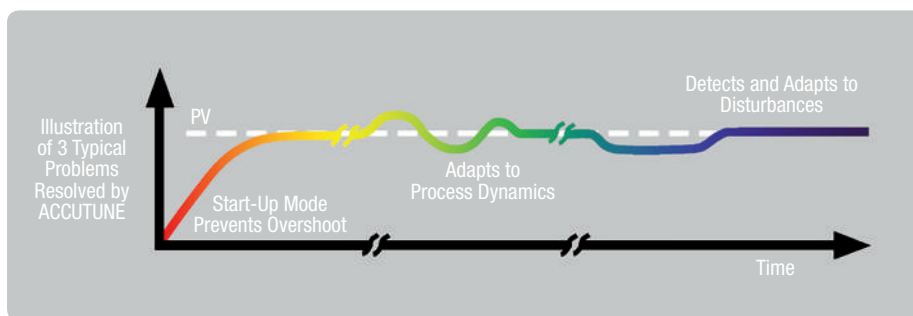 Illustration
of 3 Typical
Problems
Resolved by
ACCUTUNE
PV
Start-Up Mode
Prevents Overshoot
Adapts to
Process Dynamics
Detects and Adapts to
Disturbances
Time